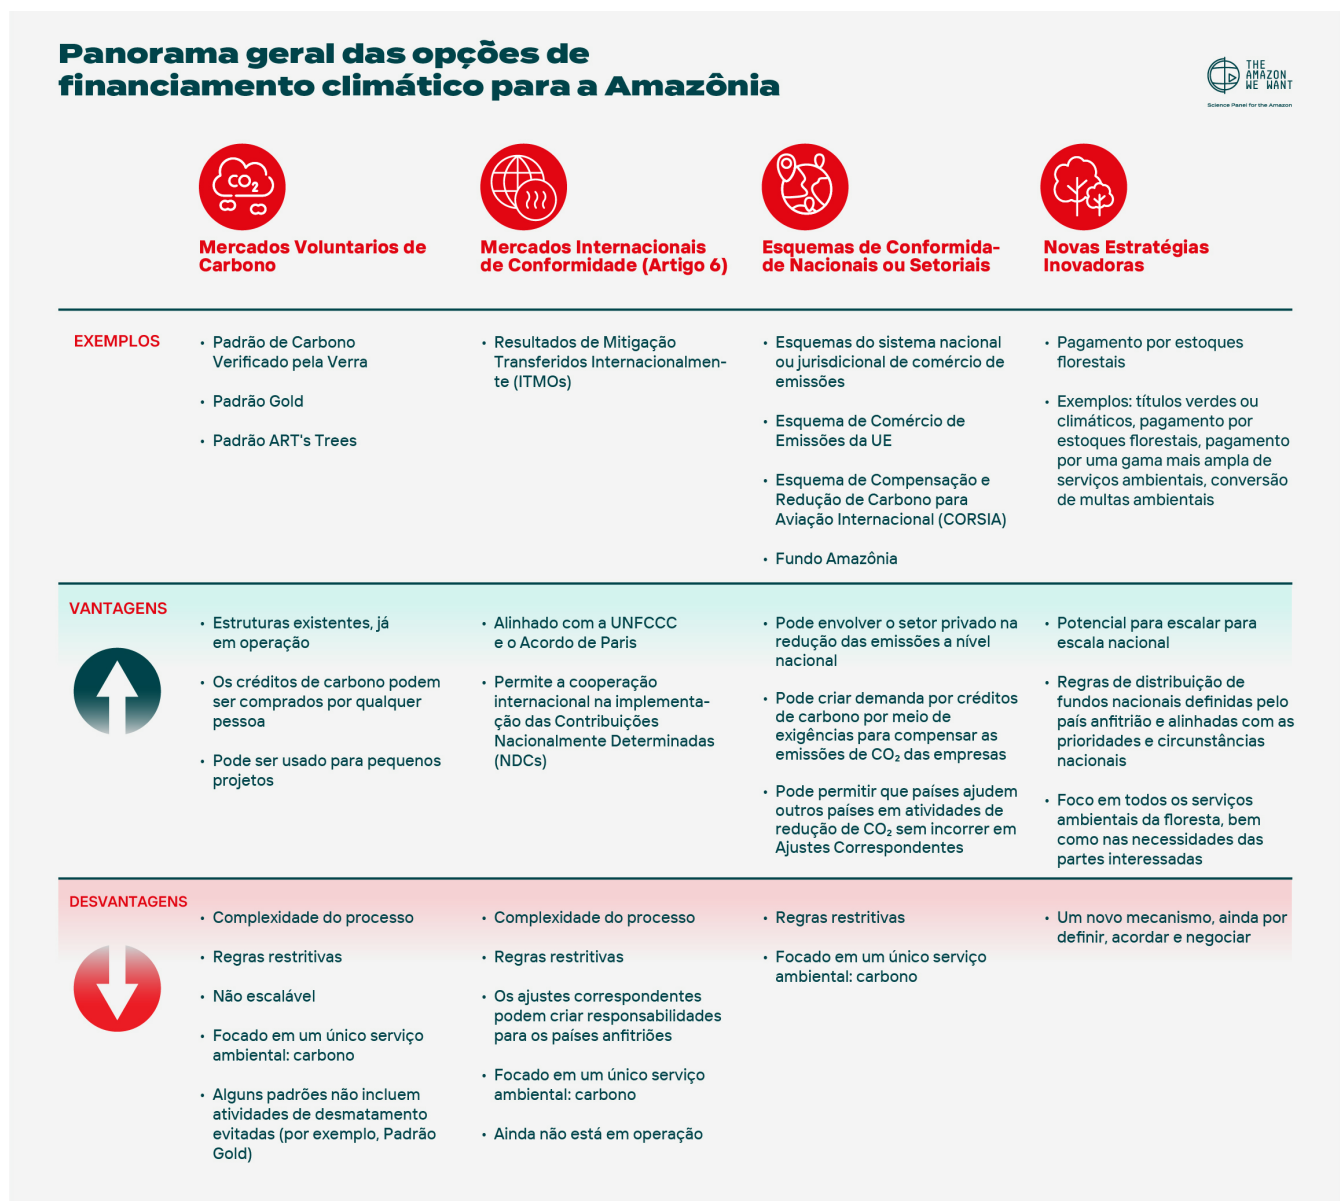 Panorama geral das opções de
financiamento climático para a Amazônia
THE
AMAZON
WE WANT
Science Panel for the Amazon
CO₂
Mercados Voluntarios de
Carbono
Mercados Internacionais
de Conformidade (Artigo 6)
Esquemas de Conformida-
de Nacionais ou Setoriais
Novas Estratégias
Inovadoras
EXEMPLOS
• Padrão de Carbono
Verificado pela Verra
• Padrão Gold
• Padrão ART's Trees
• Resultados de Mitigação
Transferidos Internacionalmen-
te (ITMOs)
• Esquemas do sistema nacional
ou jurisdicional de comércio de
emissões
• Esquema de Comércio de
Emissões da UE
• Esquema de Compensação e
Redução de Carbono para
Aviação Internacional (CORSIA)
• Fundo Amazônia
• Pagamento por estoques
florestais
• Exemplos: títulos verdes ou
climáticos, pagamento por
estoques florestais, pagamento
por uma gama mais ampla de
serviços ambientais, conversão
de multas ambientais
VANTAGENS
• Estruturas existentes, já
em operação
• Os créditos de carbono podem
ser comprados por qualquer
pessoa
• Pode ser usado para pequenos
projetos
• Alinhado com a UNFCCC
e o Acordo de Paris
• Permite a cooperação
internacional na implementa-
ção das Contribuições
Nacionalmente Determinadas
(NDCs)
• Pode envolver o setor privado na
redução das emissões a nível
nacional
• Pode criar demanda por créditos
de carbono por meio de
exigências para compensar as
emissões de CO₂ das empresas
• Pode permitir que países ajudem
outros países em atividades de
redução de CO₂ sem incorrer em
Ajustes Correspondentes
• Potencial para escalar para
escala nacional
• Regras de distribuição de
fundos nacionais definidas pelo
país anfitrião e alinhadas com as
prioridades e circunstâncias
nacionais
• Foco em todos os serviços
ambientais da floresta, bem
como nas necessidades das
partes interessadas
DESVANTAGENS
• Complexidade do processo
• Regras restritivas
• Não escalável
• Focado em um único serviço
ambiental: carbono
• Alguns padrões não incluem
atividades de desmatamento
evitadas (por exemplo, Padrão
Gold)
• Complexidade do processo
• Regras restritivas
• Os ajustes correspondentes
podem criar responsabilidades
para os países anfitriões
• Focado em um único serviço
ambiental: carbono
• Ainda não está em operação
• Regras restritivas
• Focado em um único serviço
ambiental: carbono
• Um novo mecanismo, ainda por
definir, acordar e negociar